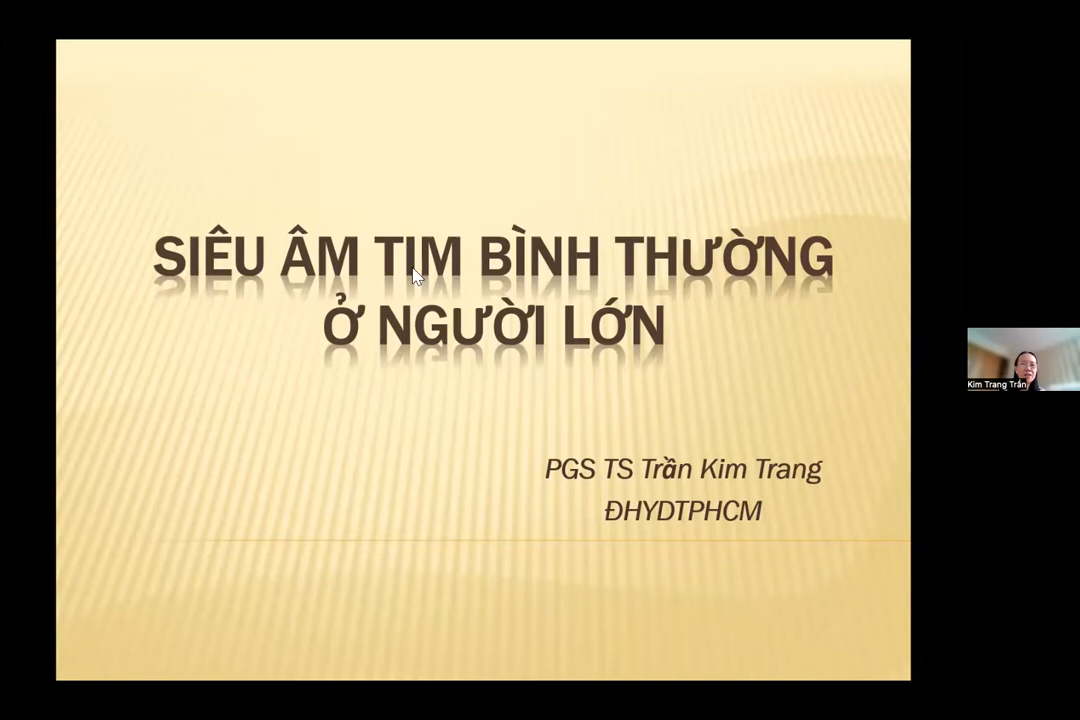 SIÊU ÂM TIM BÌNH THƯỜNG
Ở NGƯỜI LỚN
PGS TS Trần Kim Trang
ĐHYDTPHCM
Kim Trang Trần